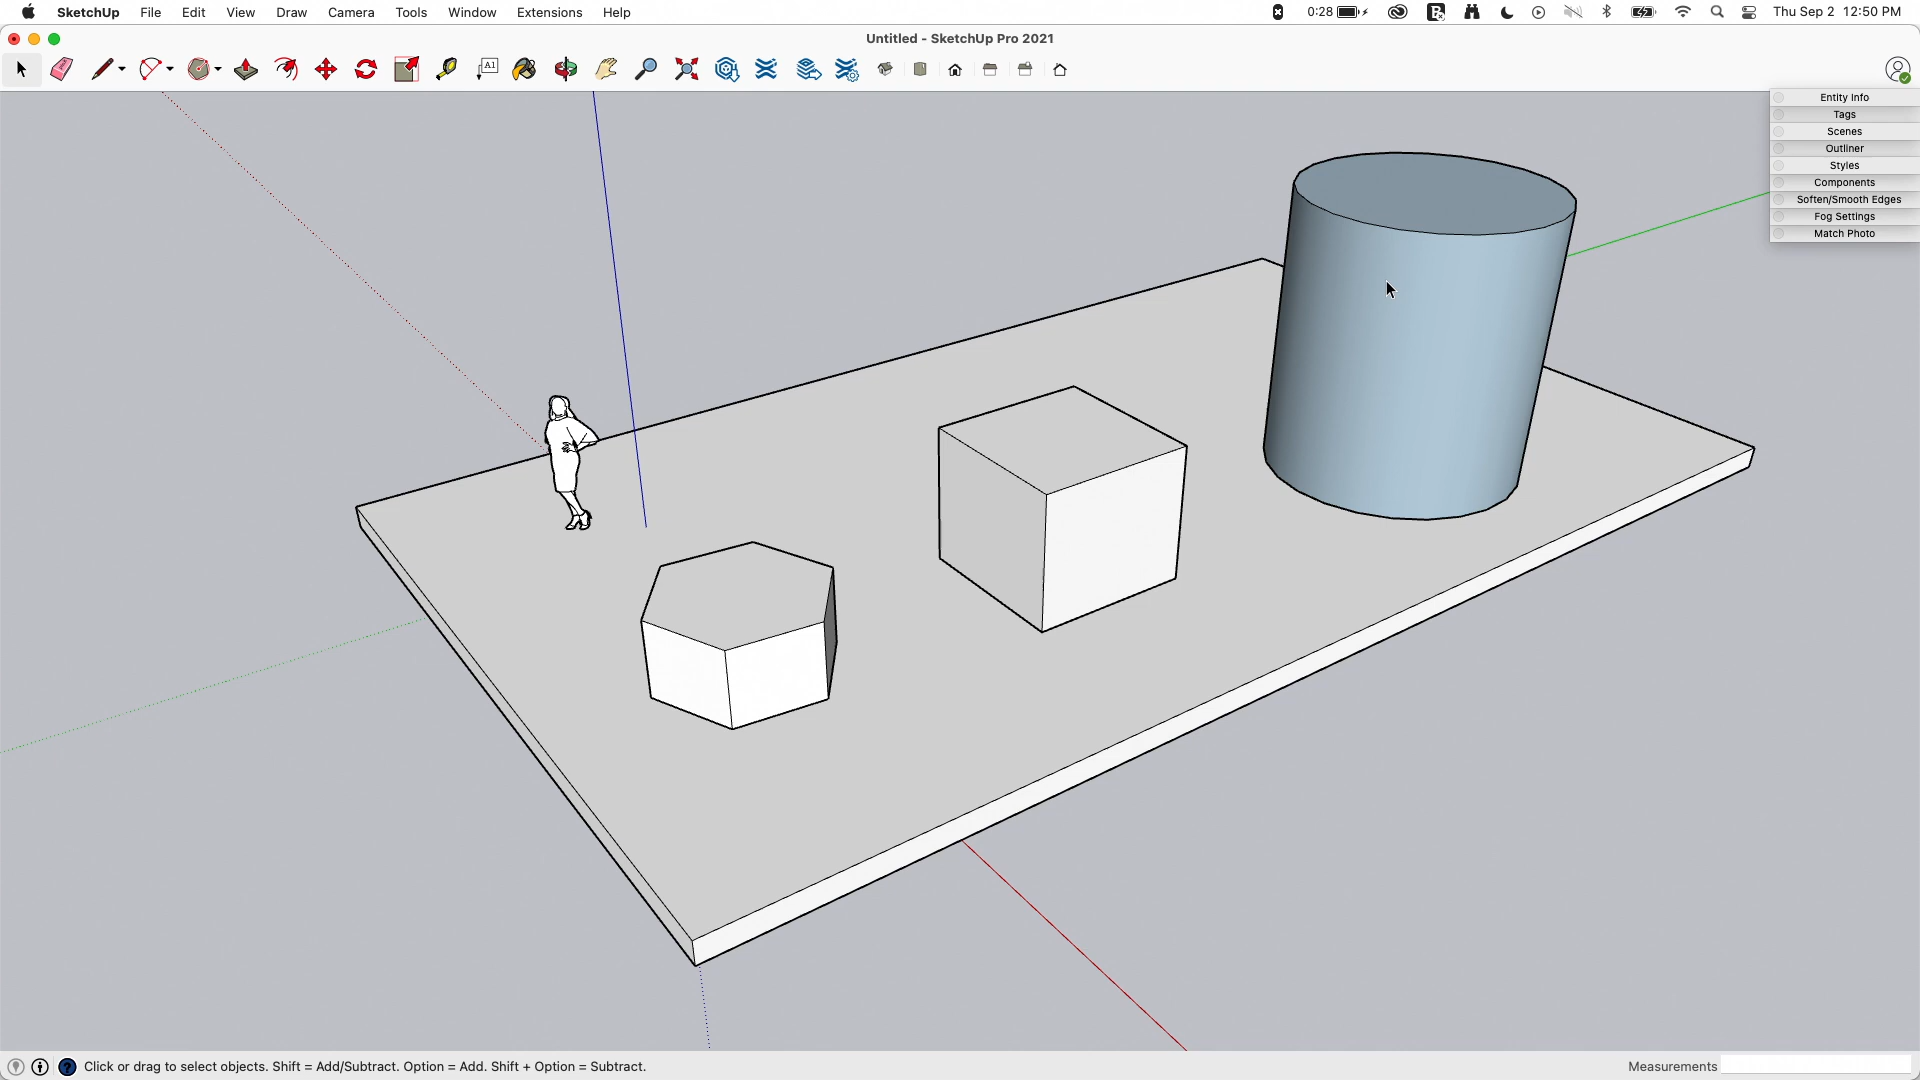 SketchUp File Edit View Draw Camera Tools Window Extensions Help 0:28 Thu Sep 2 12:50 PM
Untitled - SketchUp Pro 2021
A1
Entity Info
Tags
Scenes
Outliner
Styles
Components
Soften/Smooth Edges
Fog Settings
Match Photo
Click or drag to select objects. Shift = Add/Subtract. Option = Add. Shift + Option = Subtract. Measurements